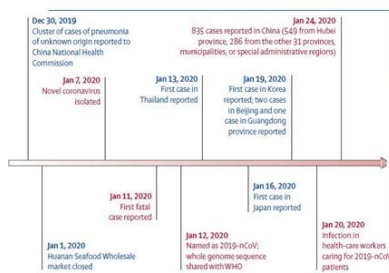 Dec 30, 2019
Cluster of cases of pneumonia
of unknown origin reported to
China National Health
Commission
Jan 24, 2020
835 cases reported in China (549 from Hubei
province, 286 from the other 31 provinces,
municipalities, or special administrative regions)
Jan 7, 2020
Novel coronavirus
isolated
Jan 13, 2020
First case in
Thailand reported
Jan 19, 2020
First case in Korea
reported; two cases
in Beijing and one
case in Guangdong
province reported
Jan 11, 2020
First fatal
case reported
Jan 16, 2020
First case in
Japan reported
Jan 1, 2020
Huanan Seafood Wholesale
market closed
Jan 12, 2020
Named as 2019-nCoV;
whole genome sequence
shared with WHO
Jan 20, 2020
Infection in
health-care workers
caring for 2019-nCoV
patients